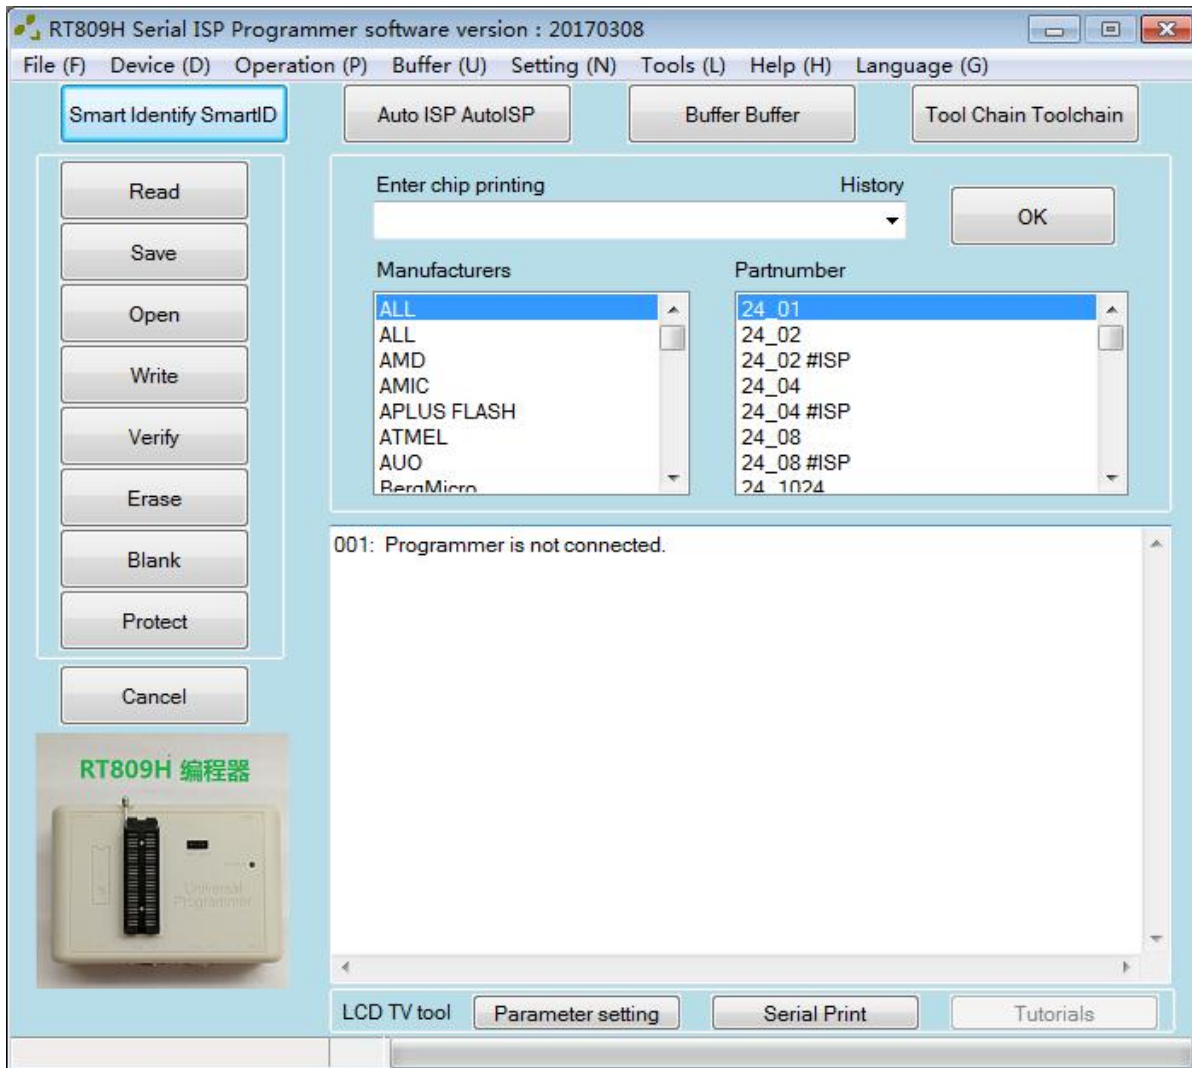 RT809H Serial ISP Programmer software version : 20170308
File (F) Device (D) Operation (P) Buffer (U) Setting (N) Tools (L) Help (H) Language (G)
Smart Identify SmartID
Auto ISP AutoISP
Buffer Buffer
Tool Chain Toolchain
Read
Save
Open
Write
Verify
Erase
Blank
Protect
Cancel
Enter chip printing
History
OK
Manufacturers
ALL
ALL
AMD
AMIC
APLUS FLASH
ATMEL
AUO
BergMicro
Partnumber
24_01
24_02
24_02 #ISP
24_04
24_04 #ISP
24_08
24_08 #ISP
24_1024
001: Programmer is not connected.
RT809H 编程器
Universal
Programmer
LCD TV tool
Parameter setting
Serial Print
Tutorials